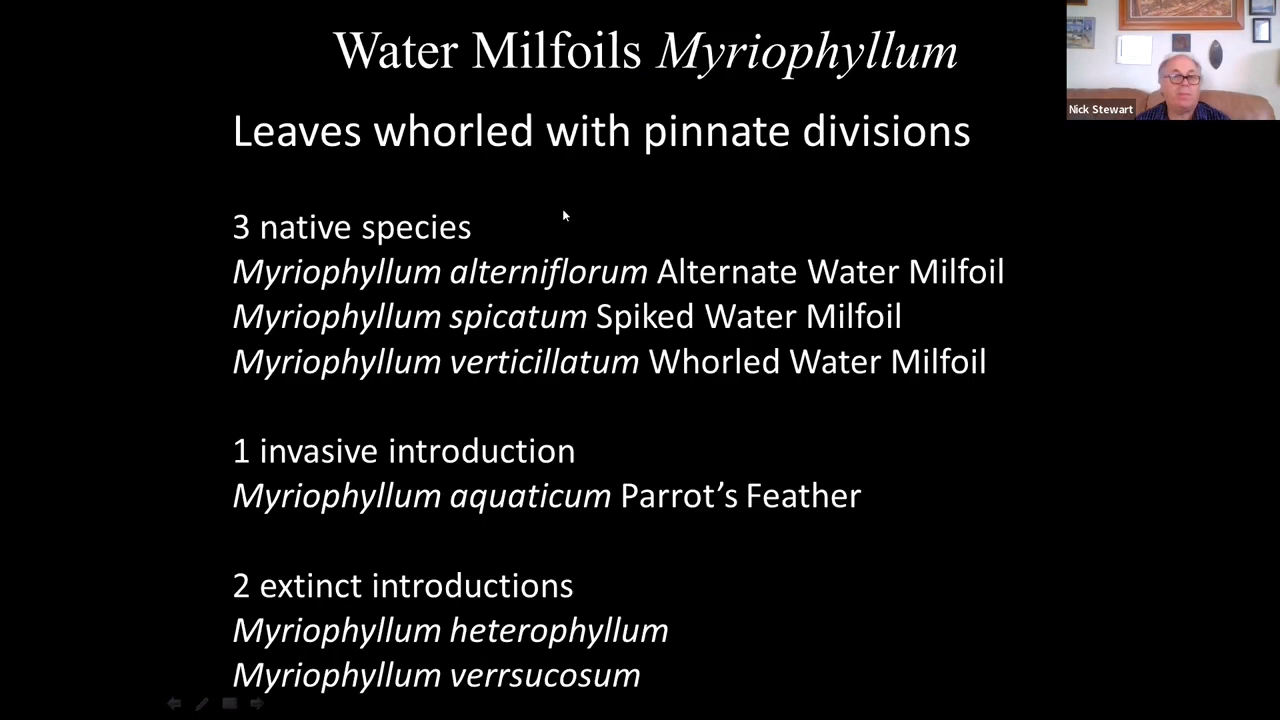 Water Milfoils Myriophyllum
Nick Stewart
Leaves whorled with pinnate divisions
3 native species
Myriophyllum alterniflorum Alternate Water Milfoil
Myriophyllum spicatum Spiked Water Milfoil
Myriophyllum verticillatum Whorled Water Milfoil
1 invasive introduction
Myriophyllum aquaticum Parrot’s Feather
2 extinct introductions
Myriophyllum heterophyllum
Myriophyllum verrsucosum